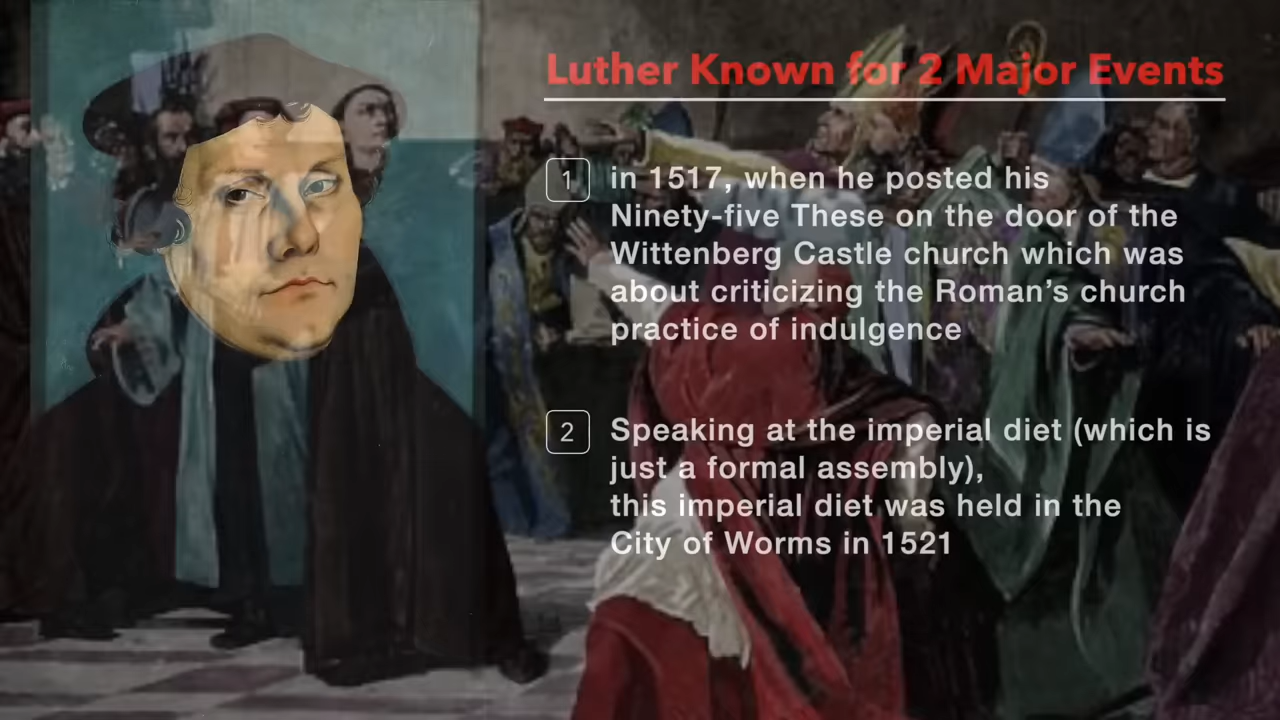 Luther Known for 2 Major Events
1 in 1517, when he posted his
Ninety-five These on the door of the
Wittenberg Castle church which was
about criticizing the Roman’s church
practice of indulgence
2 Speaking at the imperial diet (which is
just a formal assembly),
this imperial diet was held in the
City of Worms in 1521